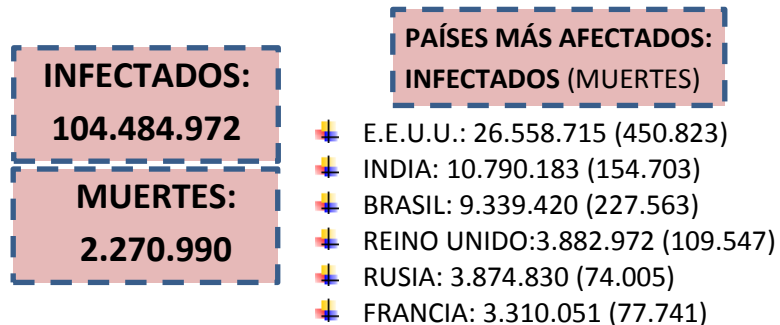 INFECTADOS:
104.484.972
MUERTES:
2.270.990
PAÍSES MÁS AFECTADOS:
INFECTADOS (MUERTES)
E.E.U.U.: 26.558.715 (450.823)
INDIA: 10.790.183 (154.703)
BRASIL: 9.339.420 (227.563)
REINO UNIDO:3.882.972 (109.547)
RUSIA: 3.874.830 (74.005)
FRANCIA: 3.310.051 (77.741)